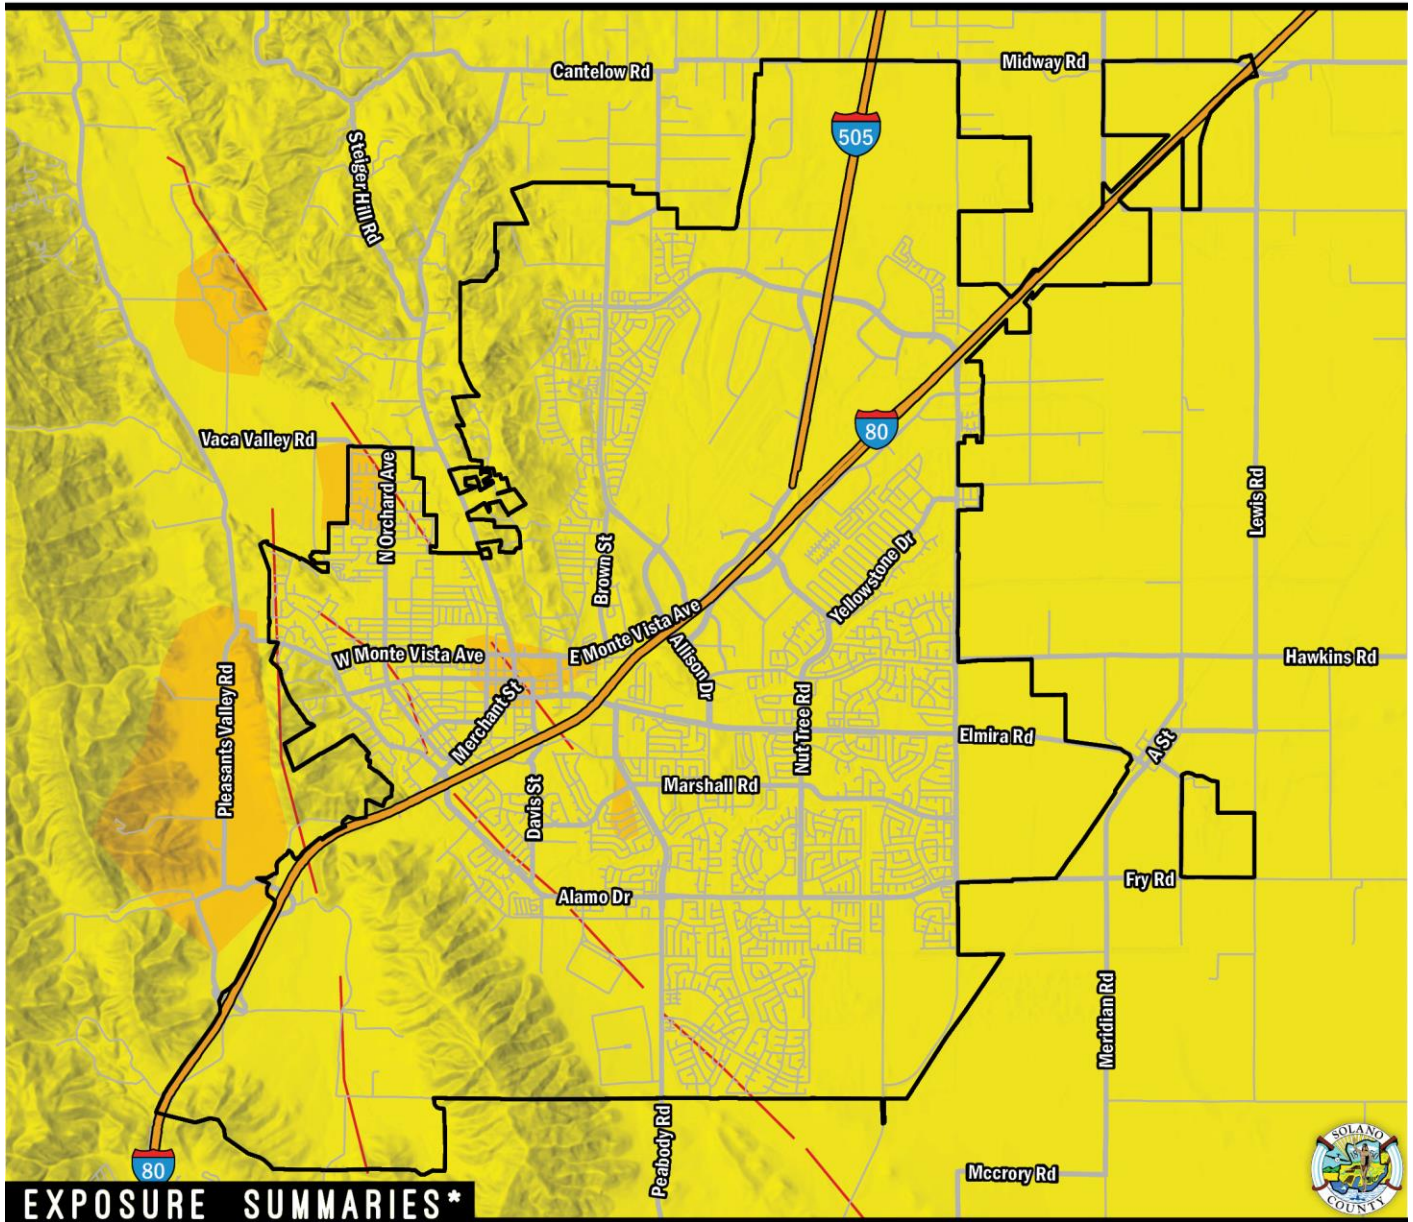 Cantelow Rd
Midway Rd
505
Steiger Hill Rd
80
Vaca Valley Rd
N Orchard Ave
Lewis Rd
Brown St
Yellowstone Dr
E Monte Vista Ave
W Monte Vista Ave
Allison Dr
Hawkins Rd
Pleasants Valley Rd
Merchant St
Nut Tree Rd
Elmira Rd
A St
Davis St
Marshall Rd
Fry Rd
Alamo Dr
Meridian Rd
Peabody Rd
80
Mccrory Rd
SOLANO
COUNTY
EXPOSURE SUMMARIES*